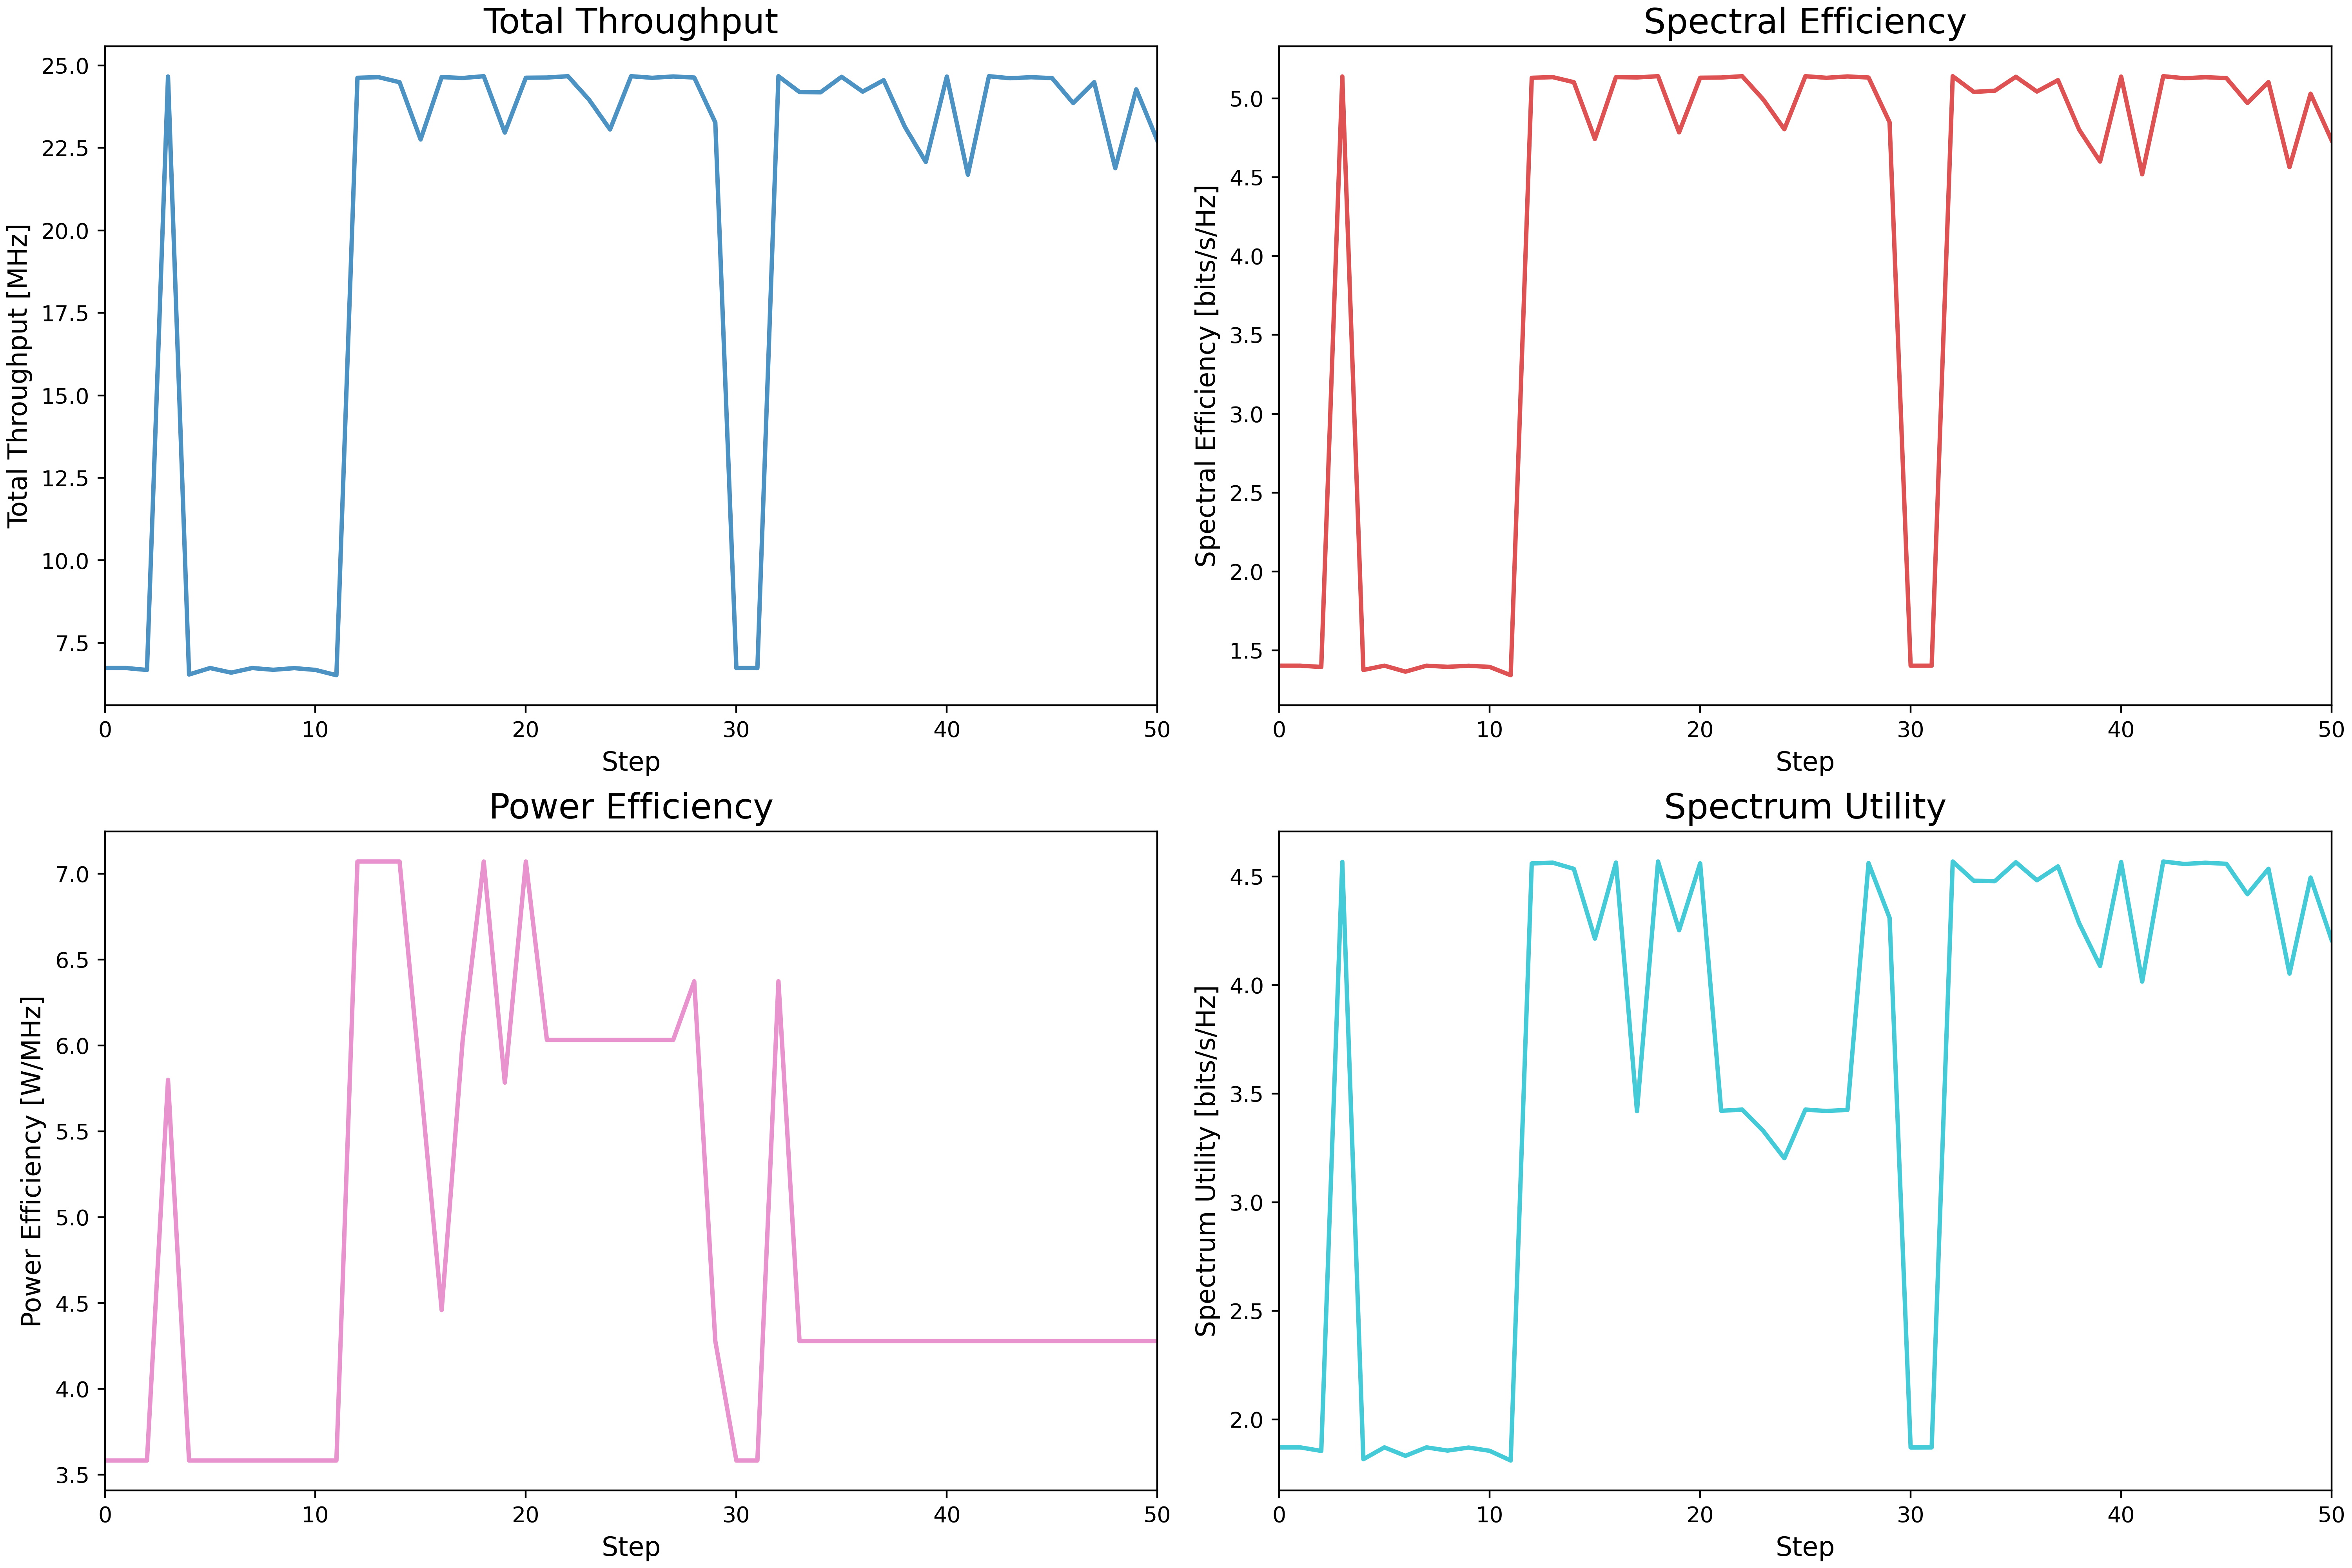 Total Throughput
Total Throughput [MHz]
25.0
22.5
20.0
17.5
15.0
12.5
10.0
7.5
0 10 20 30 40 50
Step
Spectral Efficiency
Spectral Efficiency [bits/s/Hz]
5.0
4.5
4.0
3.5
3.0
2.5
2.0
1.5
0 10 20 30 40 50
Step
Power Efficiency
Power Efficiency [W/MHz]
7.0
6.5
6.0
5.5
5.0
4.5
4.0
3.5
0 10 20 30 40 50
Step
Spectrum Utility
Spectrum Utility [bits/s/Hz]
4.5
4.0
3.5
3.0
2.5
2.0
0 10 20 30 40 50
Step